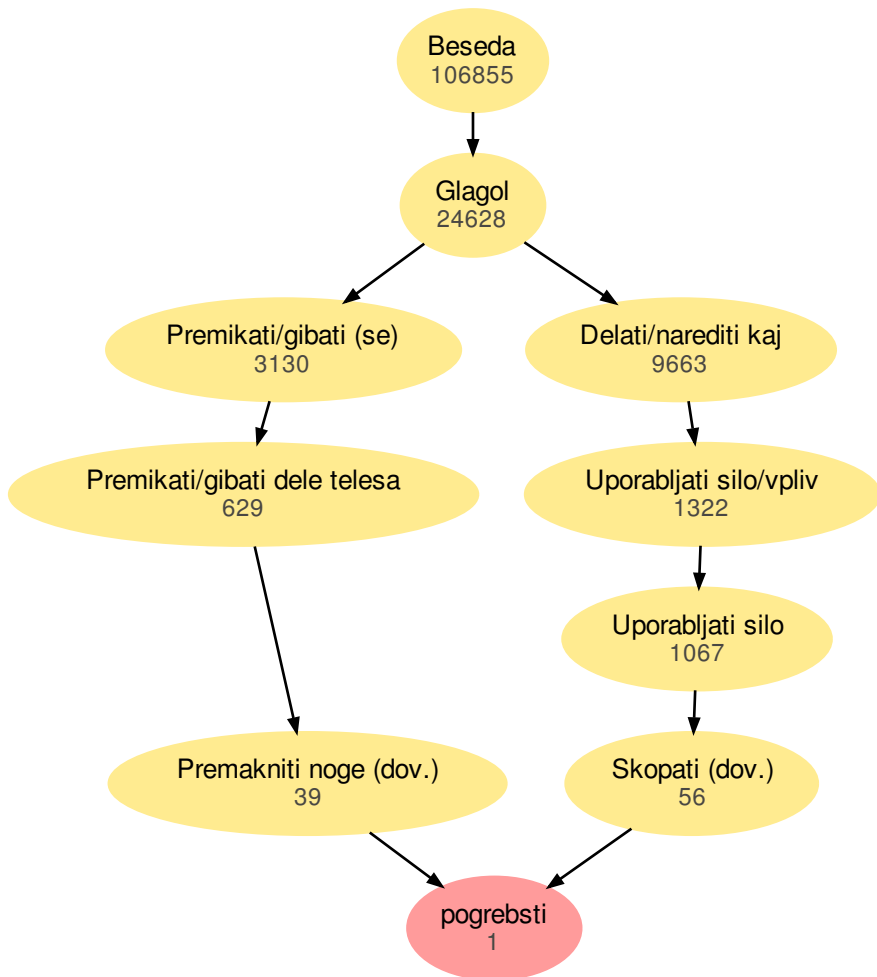 Beseda
106855
Glagol
24628
Premikati/gibati (se)
3130
Delati/narediti kaj
9663
Premikati/gibati dele telesa
629
Uporabljati silo/vpliv
1322
Uporabljati silo
1067
Premakniti noge (dov.)
39
Skopati (dov.)
56
pogrebsti
1